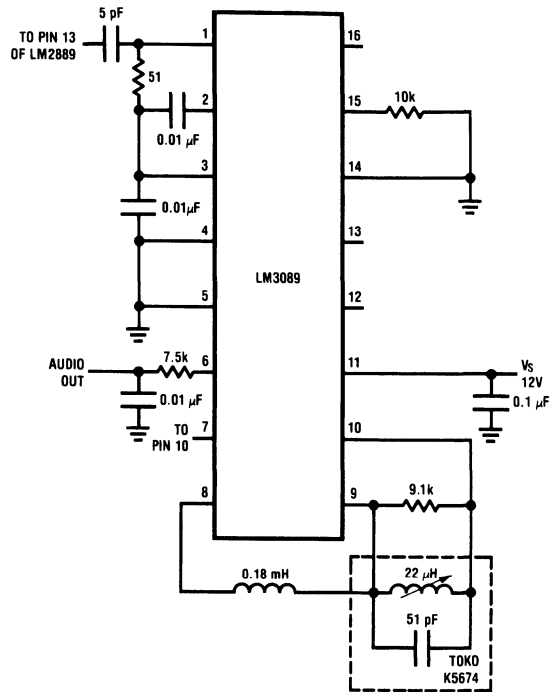 5 pF
TO PIN 13
OF LM2889
1
16
51
2
0.01 μF
15
10k
3
14
0.01μF
4
13
LM3089
5
12
AUDIO
OUT
7.5k
6
0.01 μF
11
VS
12V
0.1 μF
TO
PIN 10
7
10
8
9
9.1k
0.18 mH
22 μH
51 pF
TOKO
K5674